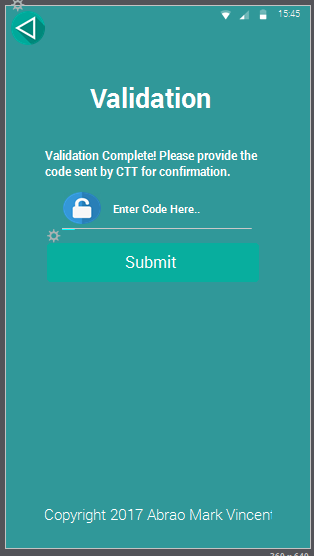 15:45
Validation
Validation Complete! Please provide the
code sent by CTT for confirmation.
Enter Code Here..
Submit
Copyright 2017 Abrao Mark Vincent